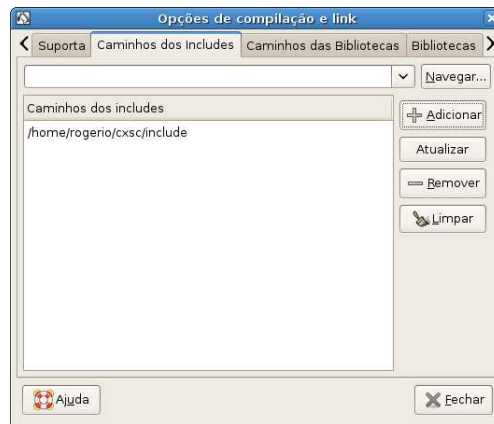 Opções de compilação e link
Suporta Caminhos dos Includes Caminhos das Bibliotecas Bibliotecas
Navegar...
Caminhos dos includes
/home/rogerio/cxsc/include
Adicionar
Atualizar
Remover
Limpar
Ajuda
Fechar